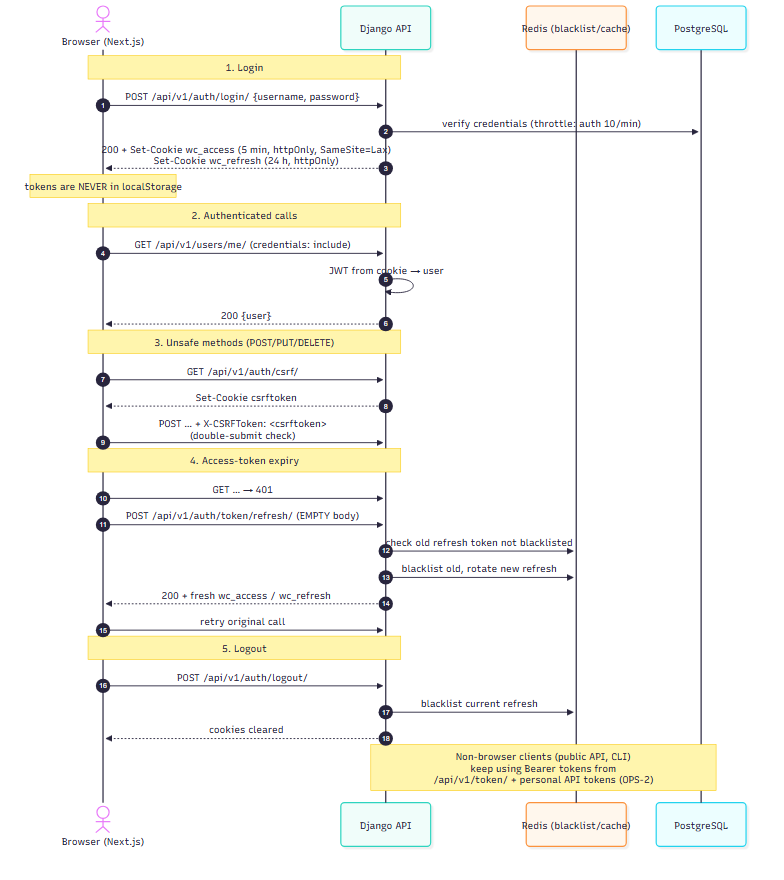 Browser (Next.js)
Django API
Redis (blacklist/cache)
PostgreSQL
1. Login
1
POST /api/v1/auth/login/ {username, password}
2
verify credentials (throttle: auth 10/min)
200 + Set-Cookie wc_access (5 min, httpOnly, SameSite=Lax)
Set-Cookie wc_refresh (24 h, httpOnly)
3
tokens are NEVER in localStorage
2. Authenticated calls
4
GET /api/v1/users/me/ (credentials: include)
JWT from cookie → user
5
200 {user}
6
3. Unsafe methods (POST/PUT/DELETE)
7
GET /api/v1/auth/csrf/
Set-Cookie csrftoken
8
POST ... + X-CSRFToken: <csrftoken>
(double-submit check)
9
4. Access-token expiry
10
GET ... → 401
11
POST /api/v1/auth/token/refresh/ (EMPTY body)
12
check old refresh token not blacklisted
13
blacklist old, rotate new refresh
200 + fresh wc_access / wc_refresh
14
15
retry original call
5. Logout
16
POST /api/v1/auth/logout/
17
blacklist current refresh
cookies cleared
18
Non-browser clients (public API, CLI)
keep using Bearer tokens from
/api/v1/token/ + personal API tokens (OPS-2)
Browser (Next.js)
Django API
Redis (blacklist/cache)
PostgreSQL